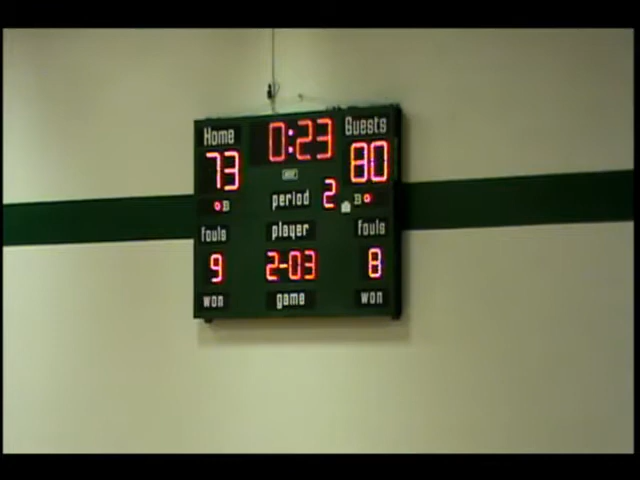 Home 0:23 Guests
73 80
period 2
B B
fouls player fouls
9 2-03 8
won game won